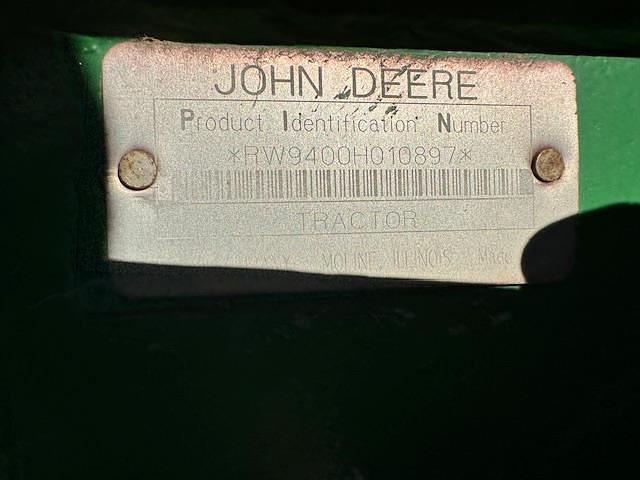 JOHN DEERE
Product Identification Number
*RW9400H010897*
TRACTOR
MOLINE, ILLINOIS Made